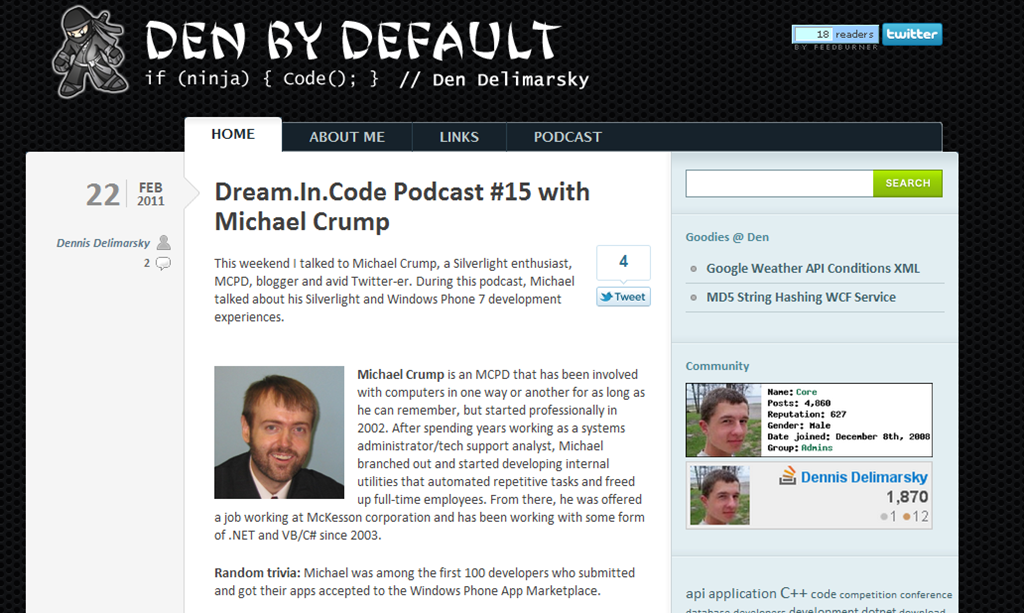 DEN BY DEFAULT
if (ninja) { Code(); } // Den Delimarsky
18 readers
BY FEEDBURNER
twitter
HOME
ABOUT ME
LINKS
PODCAST
22
FEB
2011
Dennis Delimarsky
2
Dream.In.Code Podcast #15 with
Michael Crump
This weekend I talked to Michael Crump, a Silverlight enthusiast,
MCPD, blogger and avid Twitter-er. During this podcast, Michael
talked about his Silverlight and Windows Phone 7 development
experiences.
4
Tweet
Michael Crump is an MCPD that has been involved
with computers in one way or another for as long as
he can remember, but started professionally in
2002. After spending years working as a systems
administrator/tech support analyst, Michael
branched out and started developing internal
utilities that automated repetitive tasks and freed
up full-time employees. From there, he was offered
a job working at McKesson corporation and has been working with some form
of .NET and VB/C# since 2003.
Random trivia: Michael was among the first 100 developers who submitted
and got their apps accepted to the Windows Phone App Marketplace.
SEARCH
Goodies @ Den
Google Weather API Conditions XML
MD5 String Hashing WCF Service
Community
Name: Core
Posts: 4,860
Reputation: 627
Gender: Male
Date joined: December 8th, 2008
Group: Admins
Dennis Delimarsky
1,870
1 12
api application C++ code competition conference
database developers development dotnet download